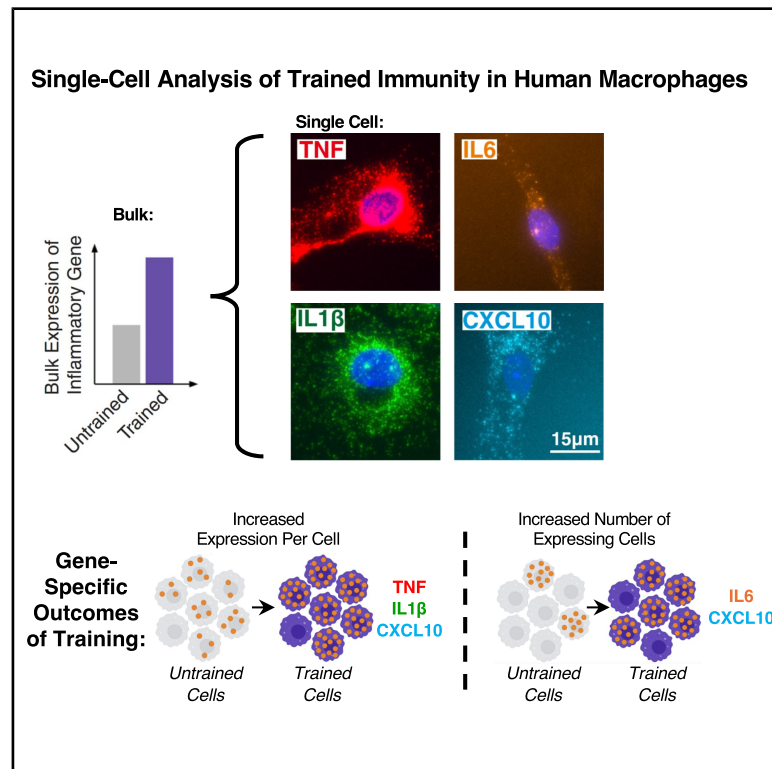 Single-Cell Analysis of Trained Immunity in Human Macrophages
Bulk:
Bulk Expression of
Inflammatory Gene
Untrained
Trained
Single Cell:
TNF
IL6
IL1β
CXCL10
15μm
Gene-
Specific
Outcomes
of Training:
Increased
Expression Per Cell
Untrained
Cells
Trained
Cells
TNF
IL1β
CXCL10
Increased Number of
Expressing Cells
Untrained
Cells
Trained
Cells
IL6
CXCL10